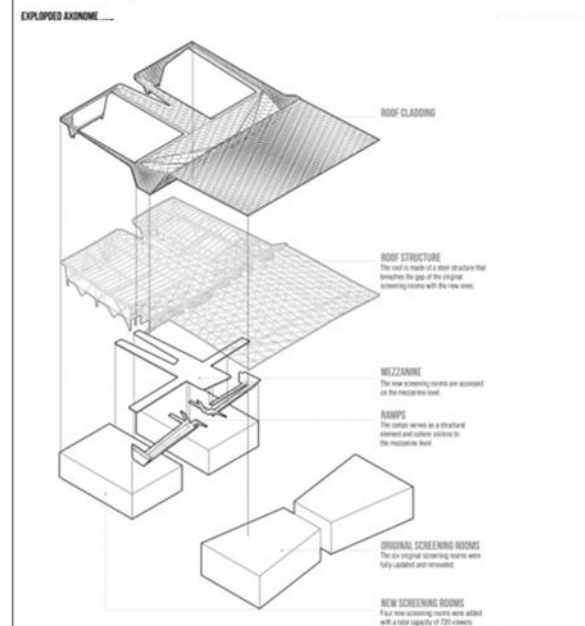 EXPLOPDED AXONOME.....
ROOF CLADDING
ROOF STRUCTURE
The roof is made of a steel structure that
breaches the gap of the original
screening rooms with the new ones.
MEZZANINE
The new screening rooms are accessed
on the mezzanine level.
RAMPS
The ramps serves as a structural
element and ushers visitors to
the mezzanine level.
ORIGINAL SCREENING ROOMS
The six original screening rooms were
fully updated and renovated.
NEW SCREENING ROOMS
Four new screening rooms were added
with a total capacity of 720 viewers.